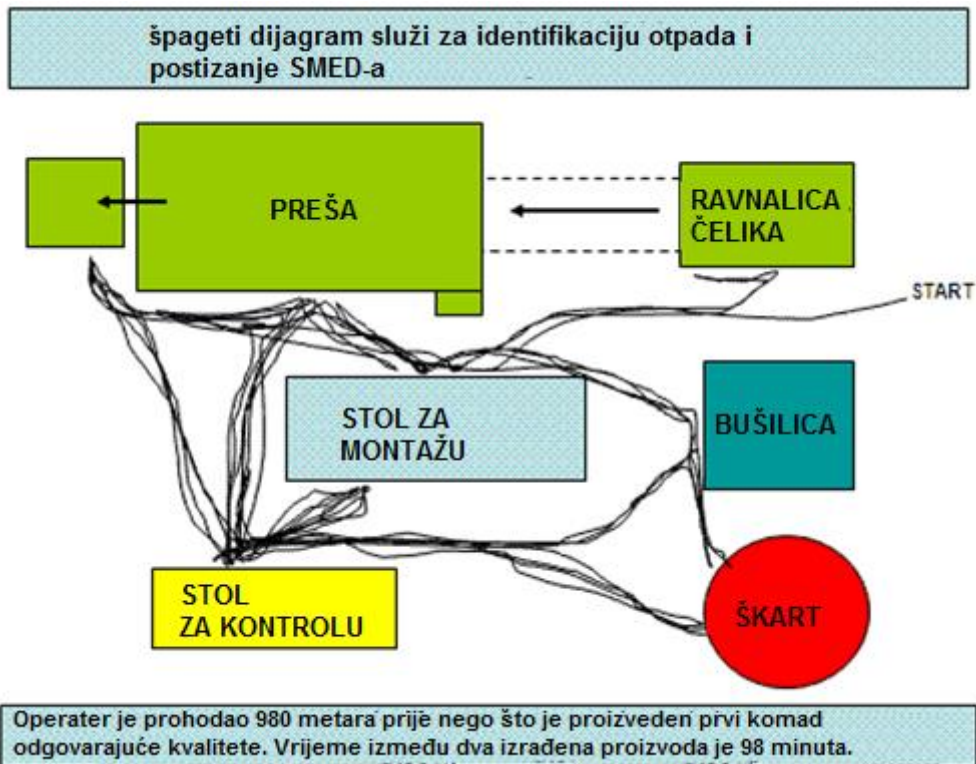 špageti dijagram služi za identifikaciju otpada i
postizanje SMED-a
PREŠA
RAVNALICA
ČELIKA
START
STOL ZA
MONTAŽU
BUŠILICA
STOL
ZA KONTROLU
ŠKART
Operater je prohodao 980 metara prije nego što je proizveden prvi komad
odgovarajuće kvalitete. Vrijeme između dva izrađena proizvoda je 98 minuta.